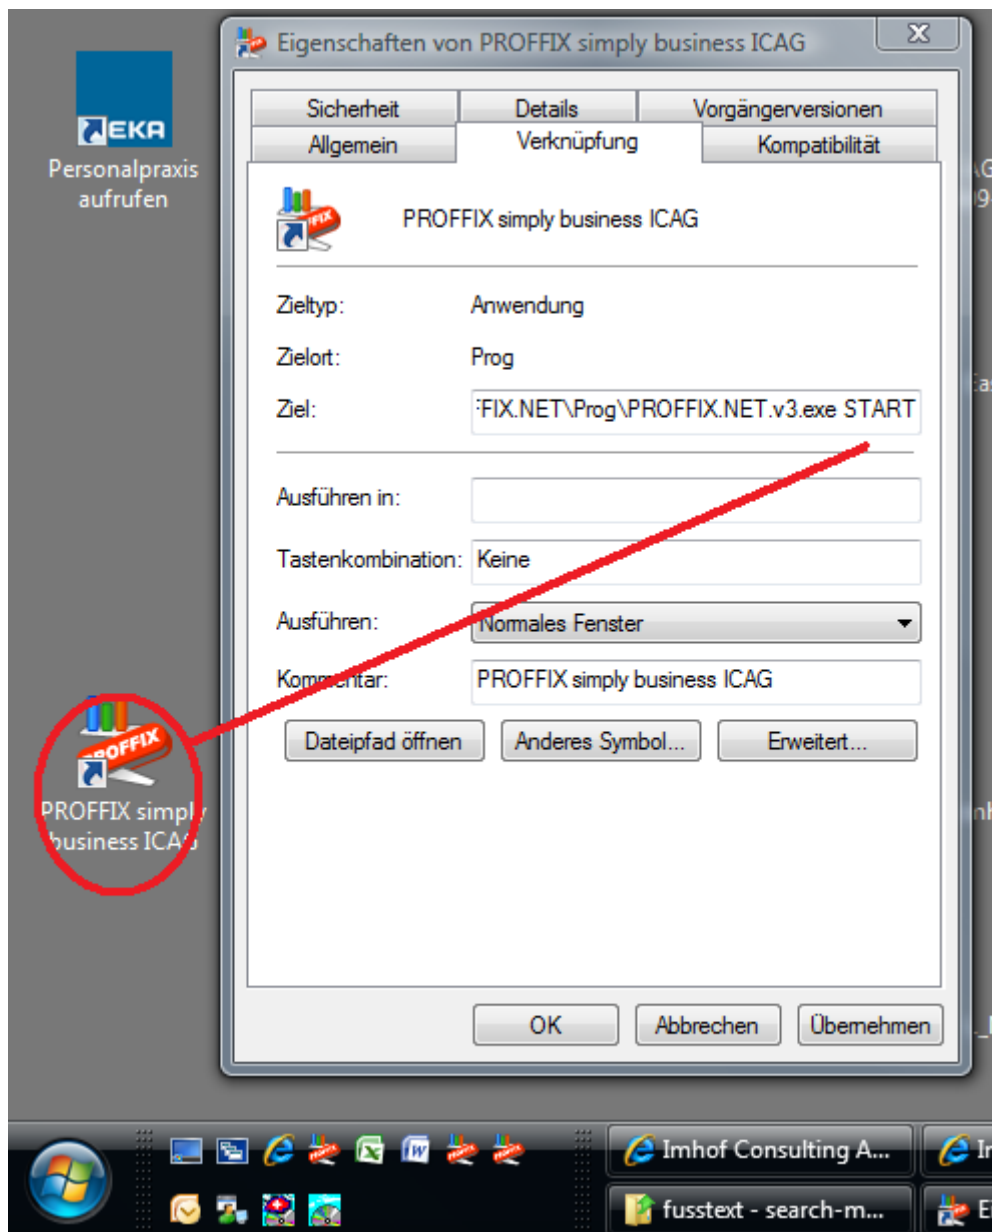 Eigenschaften von PROFFIX simply business ICAG
EKA
Personalpraxis
aufrufen
Sicherheit Details Vorgängerversionen
Allgemein Verknüpfung Kompatibilität
PROFFIX simply business ICAG
Zieltyp: Anwendung
Zielort: Prog
Ziel: FIX.NET\Prog\PROFFIX.NET.v3.exe START
Ausführen in:
Tastenkombination: Keine
Ausführen: Normales Fenster
Kommentar: PROFFIX simply business ICAG
Dateipfad öffnen Anderes Symbol... Erweitert...
PROFFIX
PROFFIX simply
business ICAG
OK Abbrechen Übernehmen
Imhof Consulting A...
fusstext - search-m...